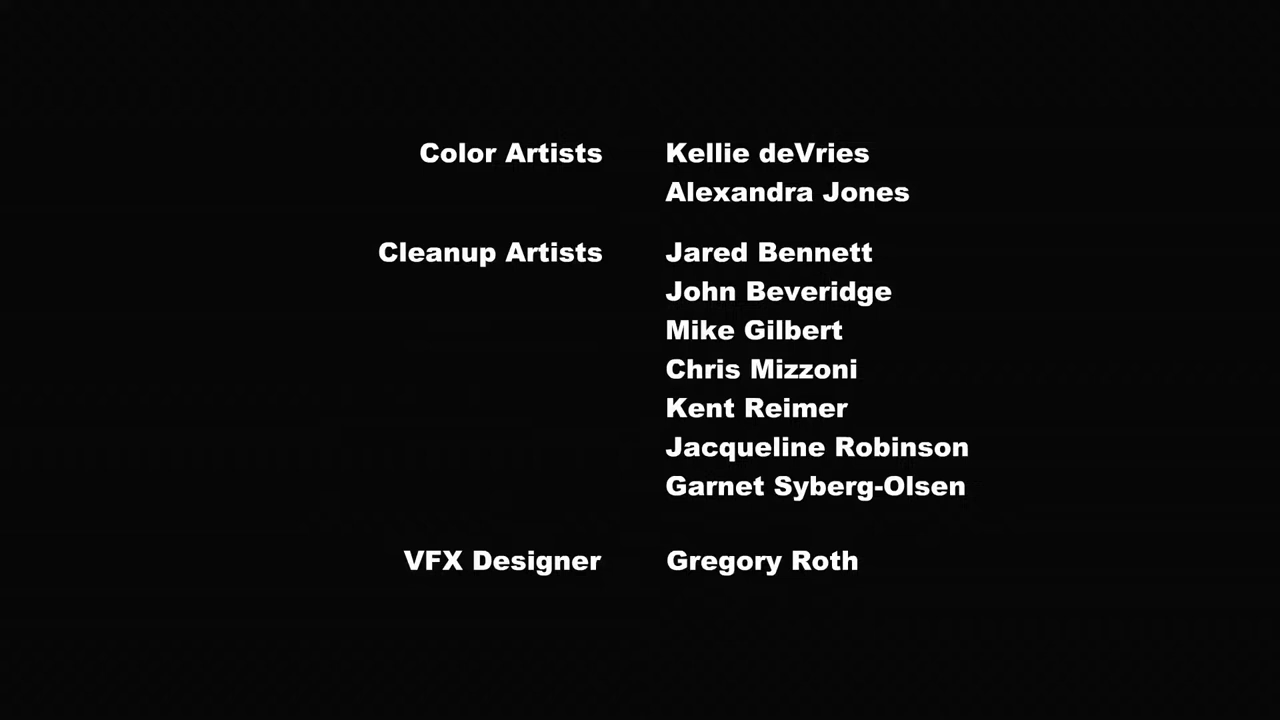 Color Artists Kellie deVries
Alexandra Jones
Cleanup Artists Jared Bennett
John Beveridge
Mike Gilbert
Chris Mizzoni
Kent Reimer
Jacqueline Robinson
Garnet Syberg-Olsen
VFX Designer Gregory Roth